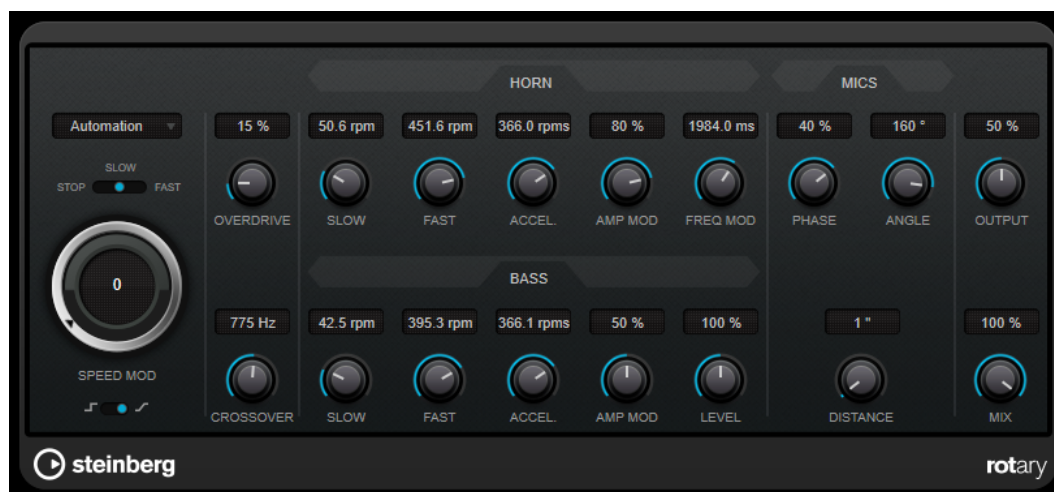 HORN MICS
Automation 15 % 50.6 rpm 451.6 rpm 366.0 rpms 80 % 1984.0 ms 40 % 160 ° 50 %
SLOW
STOP FAST
OVERDRIVE SLOW FAST ACCEL. AMP MOD FREQ MOD PHASE ANGLE OUTPUT
BASS
0
775 Hz 42.5 rpm 395.3 rpm 366.1 rpms 50 % 100 % 1 " 100 %
SPEED MOD
CROSSOVER SLOW FAST ACCEL. AMP MOD LEVEL DISTANCE MIX
steinberg rotary